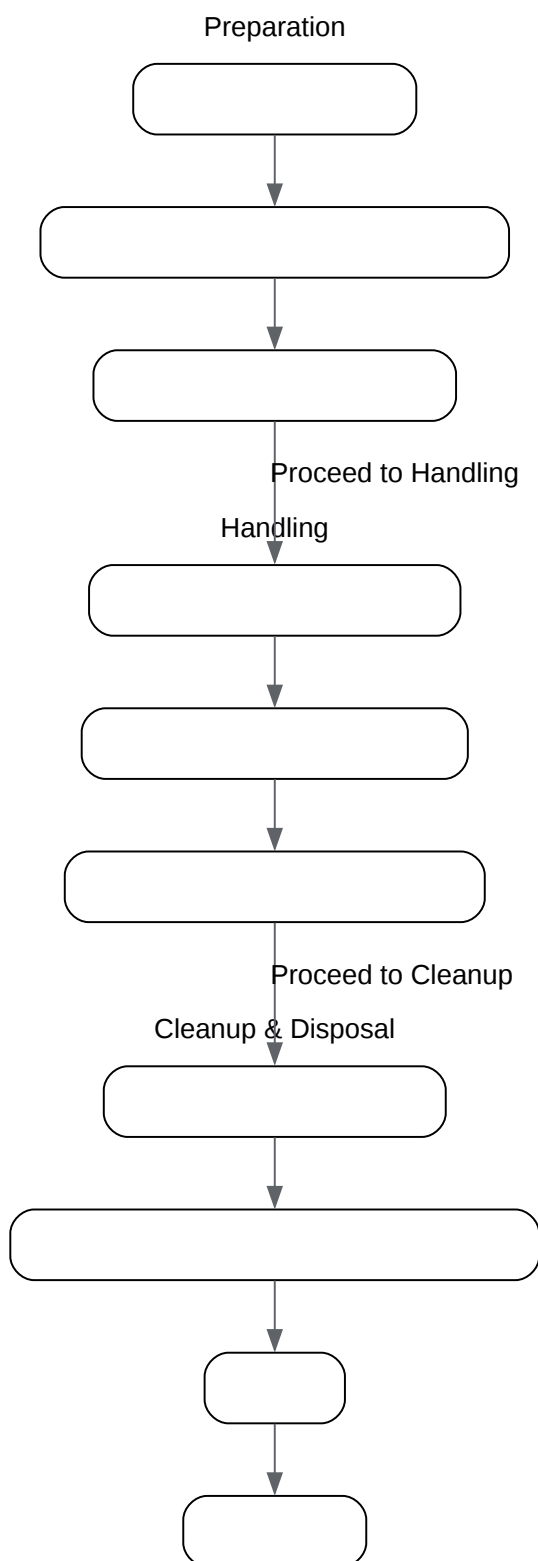 Preparation
Proceed to Handling
Handling
Proceed to Cleanup
Cleanup & Disposal